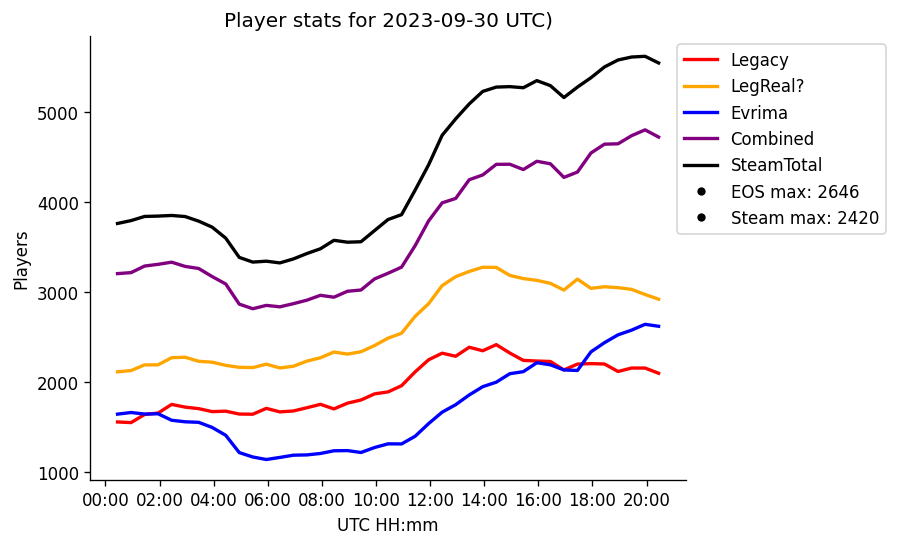 Player stats for 2023-09-30 UTC)
Legacy
LegReal?
Evrima
Combined
SteamTotal
EOS max: 2646
Steam max: 2420
Players
5000
4000
3000
2000
1000
00:00 02:00 04:00 06:00 08:00 10:00 12:00 14:00 16:00 18:00 20:00
UTC HH:mm